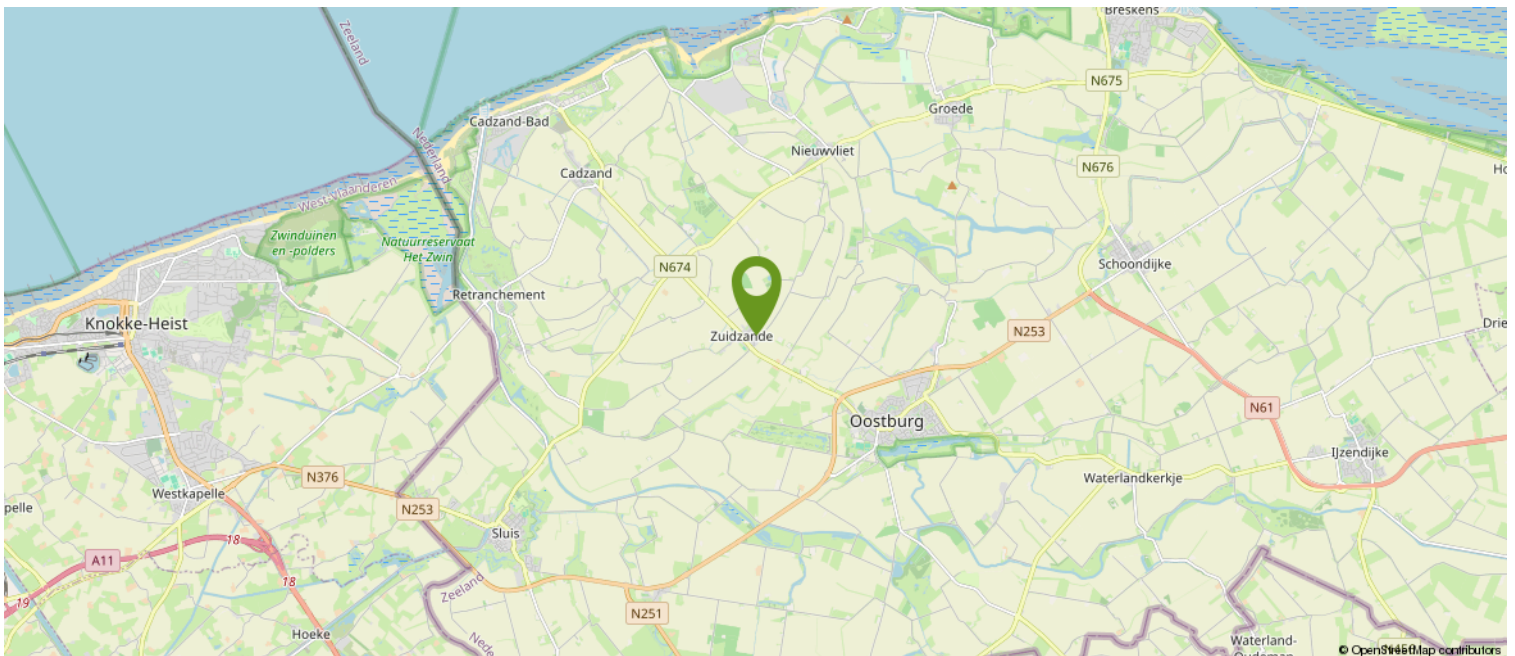 Breskens
Zeeland
N675
Groede
Cadzand-Bad
Nederland
Nieuwvliet
N676
Cadzand
West-Vlaanderen
Zwinduinen
en -polders
Natuurreservaat
Het Zwin
Schoondijke
N674
Retranchement
Knokke-Heist
Zuidzande
N253
N61
Oostburg
IJzendijke
N376
Waterlandkerkje
Westkapelle
N253
Sluis
18
A11
18
Zeeland
19
N251
Hoeke
Waterland-
© OpenStreetMap contributors